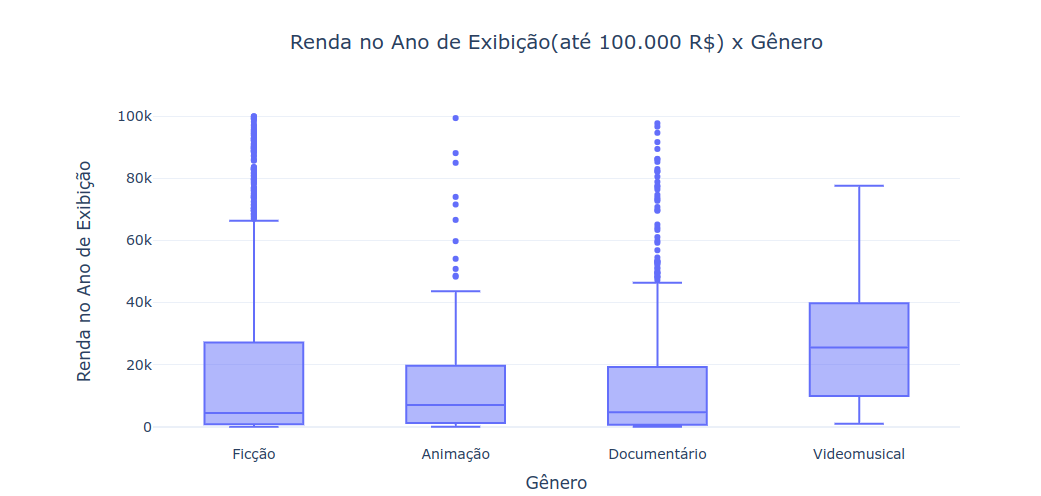 Renda no Ano de Exibição(até 100.000 R$) x Gênero
100k
80k
60k
40k
20k
0
Renda no Ano de Exibição
Ficção
Animação
Documentário
Videomusical
Gênero